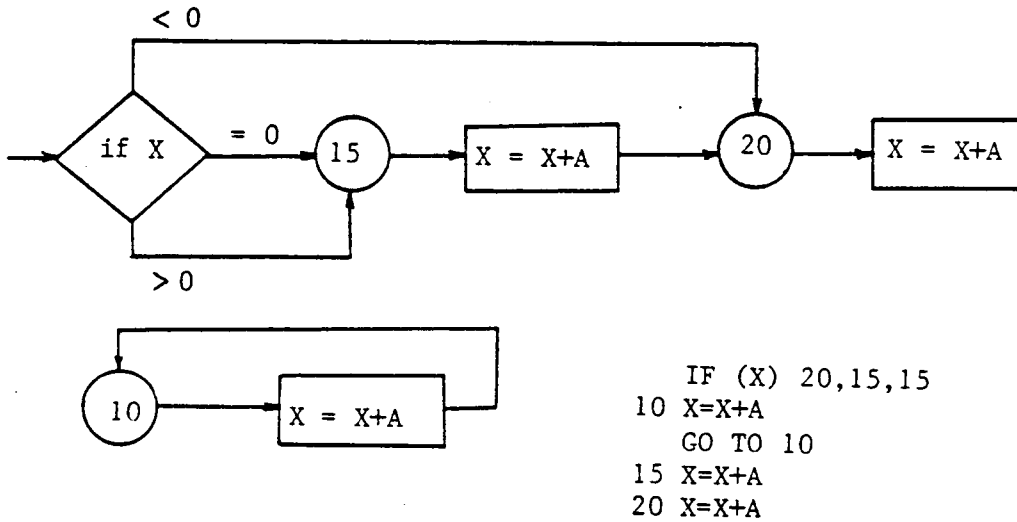 < 0
if X
= 0
15
X = X+A
20
X = X+A
> 0
10
X = X+A
IF (X) 20,15,15
10 X=X+A
GO TO 10
15 X=X+A
20 X=X+A